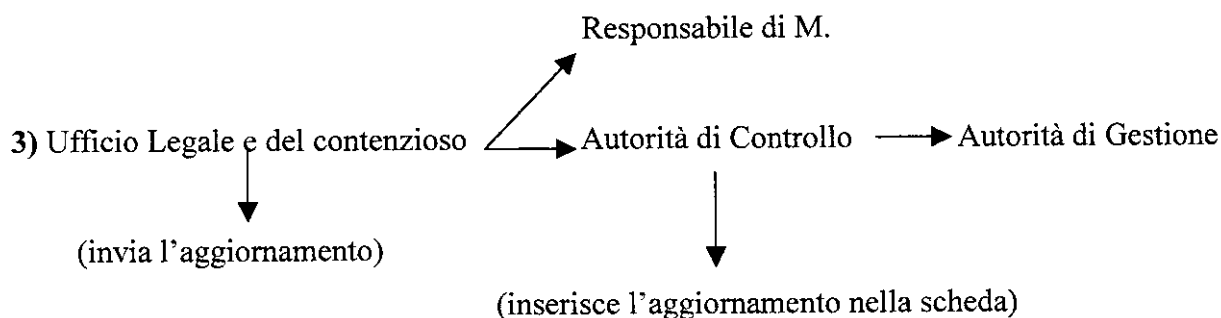 Responsabile di M.
3) Ufficio Legale e del contenzioso Autorità di Controllo Autorità di Gestione
(invia l’aggiornamento)
(inserisce l’aggiornamento nella scheda)